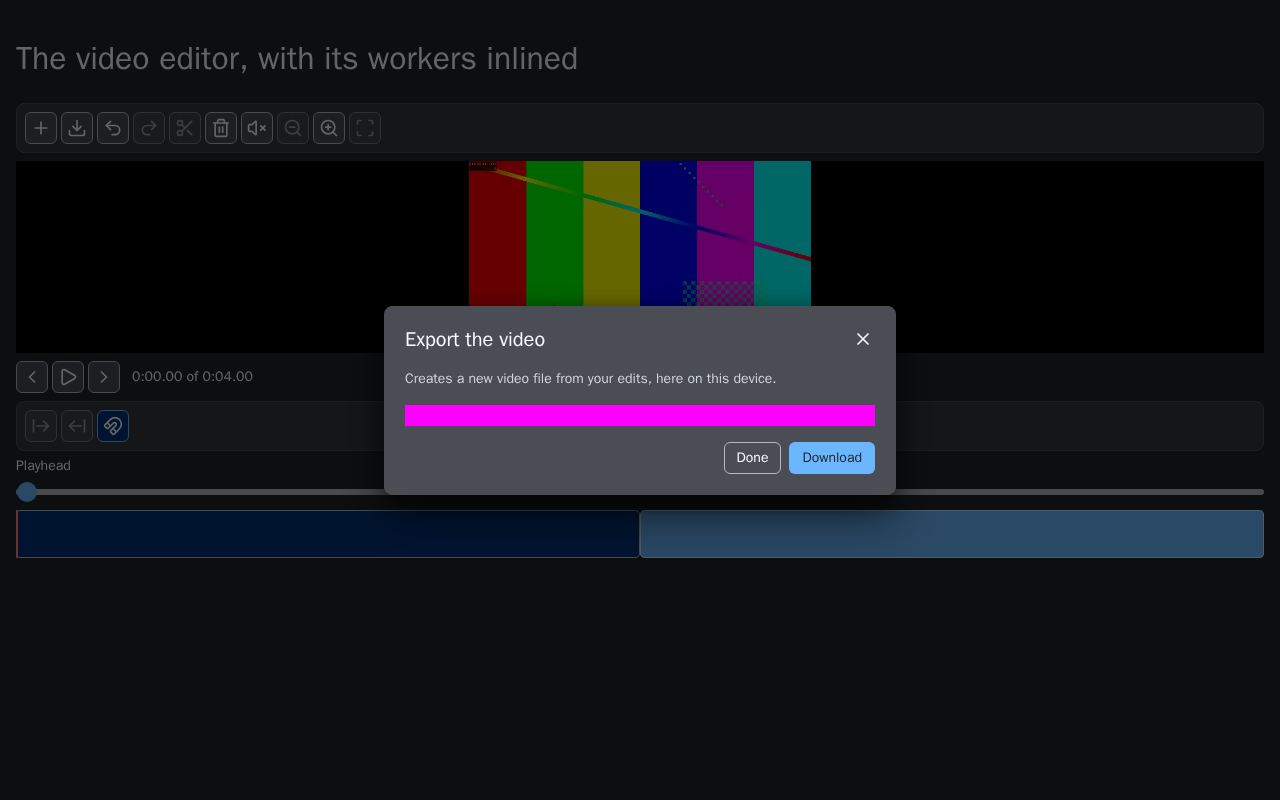 The video editor, with its workers inlined
Export the video
Creates a new video file from your edits, here on this device.
0:00.00 of 0:04.00
Done
Download
Playhead